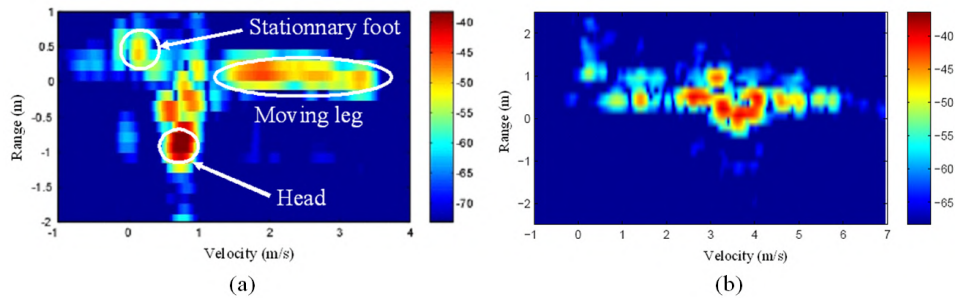 1
0.5
0
-0.5
-1
-1.5
-2
Range (m)
-1 0 1 2 3 4
Velocity (m/s)
Stationnary foot
Moving leg
Head
-40
-45
-50
-55
-60
-65
-70
(a)
2
1
0
-1
-2
Range (m)
-1 0 1 2 3 4 5 6 7
Velocity (m/s)
-40
-45
-50
-55
-60
-65
(b)